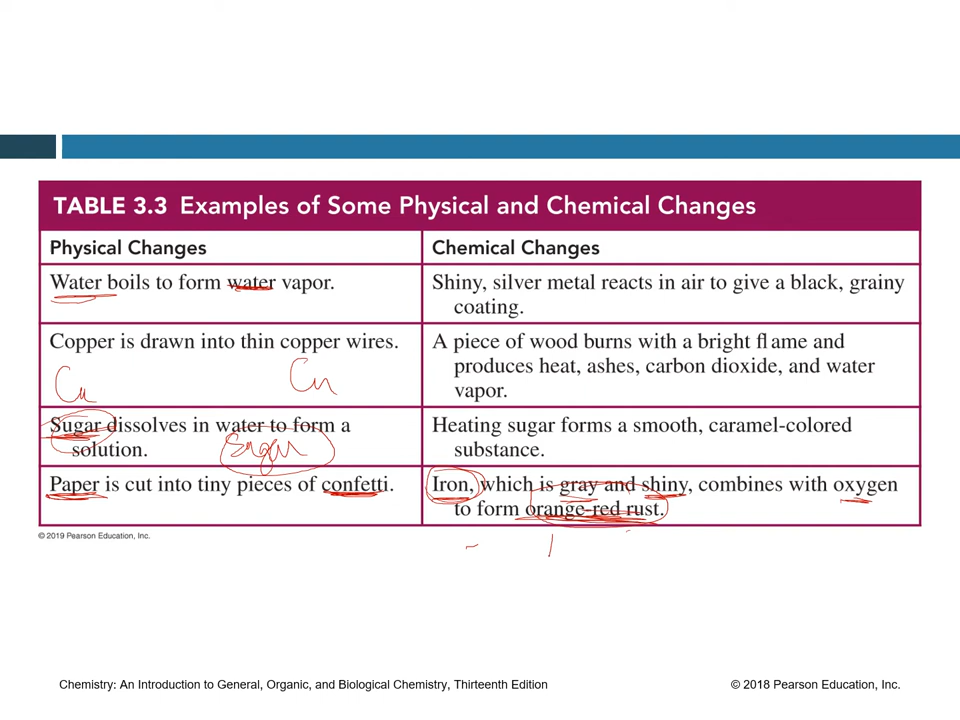 TABLE 3.3 Examples of Some Physical and Chemical Changes
Physical Changes
Chemical Changes
Water boils to form water vapor.
Shiny, silver metal reacts in air to give a black, grainy
coating.
Copper is drawn into thin copper wires.
A piece of wood burns with a bright flame and
produces heat, ashes, carbon dioxide, and water
vapor.
Cu
Cu
Sugar dissolves in water to form a
solution.
Sugar
Heating sugar forms a smooth, caramel-colored
substance.
Paper is cut into tiny pieces of confetti.
Iron, which is gray and shiny, combines with oxygen
to form orange-red rust.
© 2019 Pearson Education, Inc.
Chemistry: An Introduction to General, Organic, and Biological Chemistry, Thirteenth Edition
© 2018 Pearson Education, Inc.